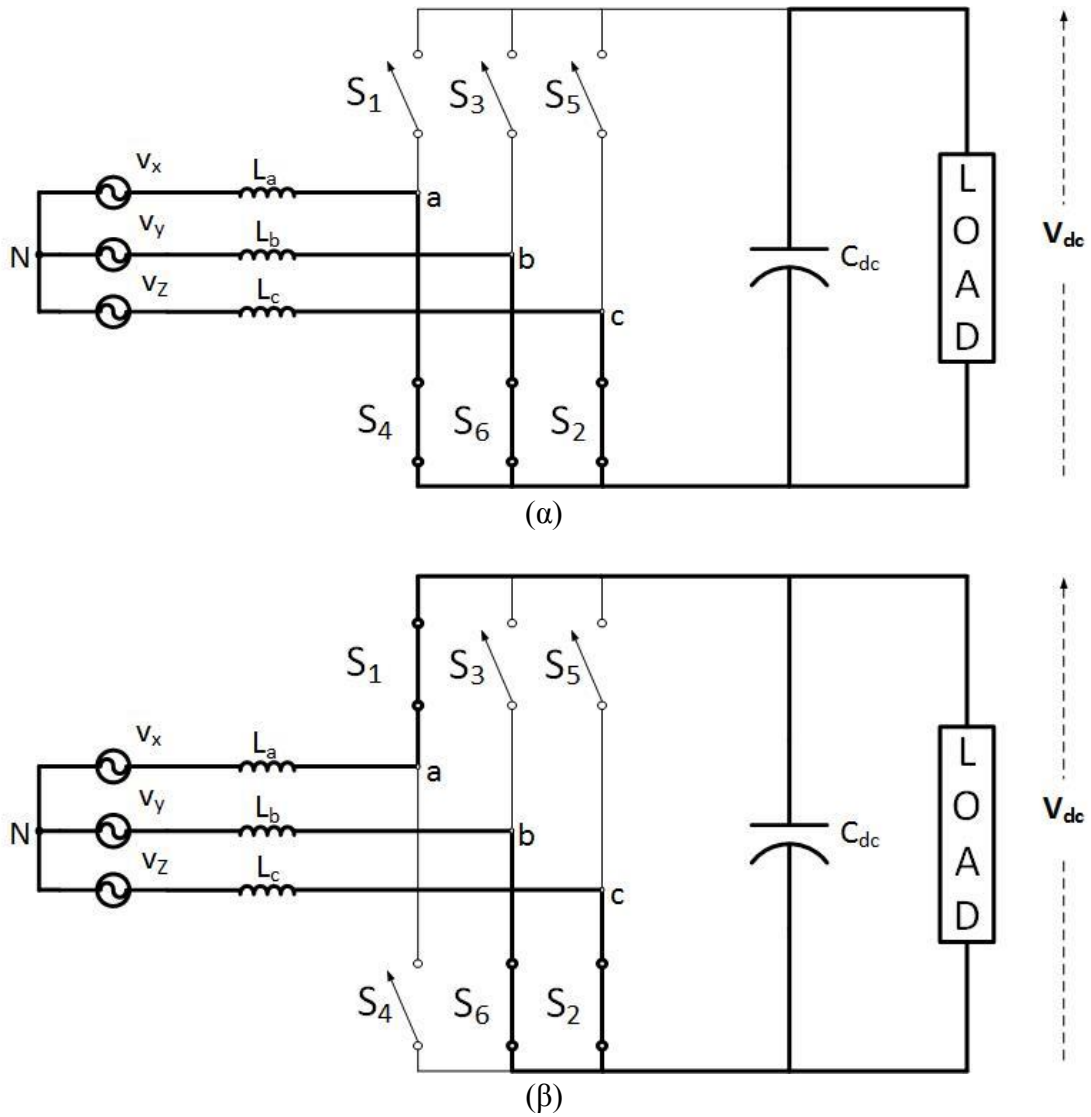 S1 S3 S5
vx La a
vy Lb b
N
vZ Lc c
Cdc
L
O
A
D
Vdc
S4 S6 S2
(α)
S1 S3 S5
vx La a
vy Lb b
N
vZ Lc c
Cdc
L
O
A
D
Vdc
S4 S6 S2
(β)